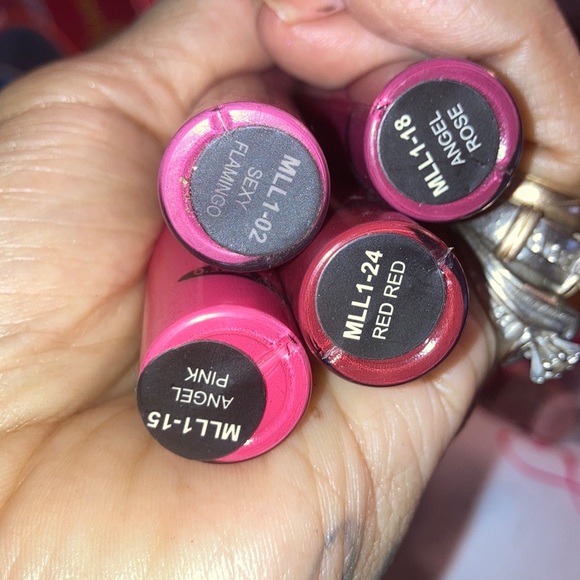 MLL1-02
SEXY
FLAMINGO
MLL1-18
ANGEL
ROSE
MLL1-24
RED RED
MLL1-15
ANGEL
PINK